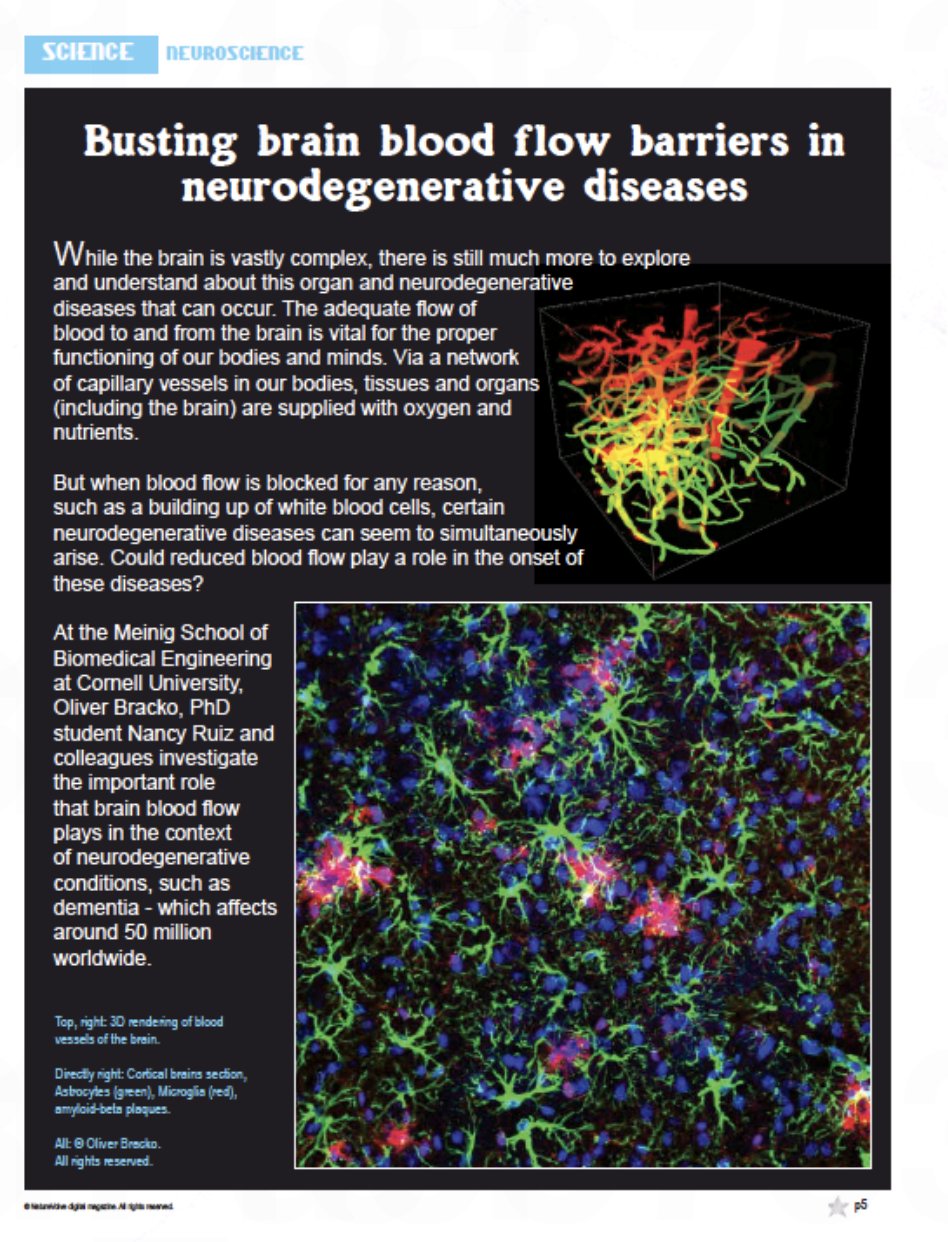 SCIENCE NEUROSCIENCE
Busting brain blood flow barriers in
neurodegenerative diseases
While the brain is vastly complex, there is still much more to explore
and understand about this organ and neurodegenerative
diseases that can occur. The adequate flow of
blood to and from the brain is vital for the proper
functioning of our bodies and minds. Via a network
of capillary vessels in our bodies, tissues and organs
(including the brain) are supplied with oxygen and
nutrients.
But when blood flow is blocked for any reason,
such as a building up of white blood cells, certain
neurodegenerative diseases can seem to simultaneously
arise. Could reduced blood flow play a role in the onset of
these diseases?
At the Meinig School of
Biomedical Engineering
at Cornell University,
Oliver Bracko, PhD
student Nancy Ruiz and
colleagues investigate
the important role
that brain blood flow
plays in the context
of neurodegenerative
conditions, such as
dementia - which affects
around 50 million
worldwide.
Top, right: 3D rendering of blood
vessels of the brain.
Directly right: Cortical brains section,
Astrocytes (green), Microglia (red),
amyloid-beta plaques.
All: © Oliver Bracko.
All rights reserved.
© NatureVolve digital magazine. All rights reserved.
p5